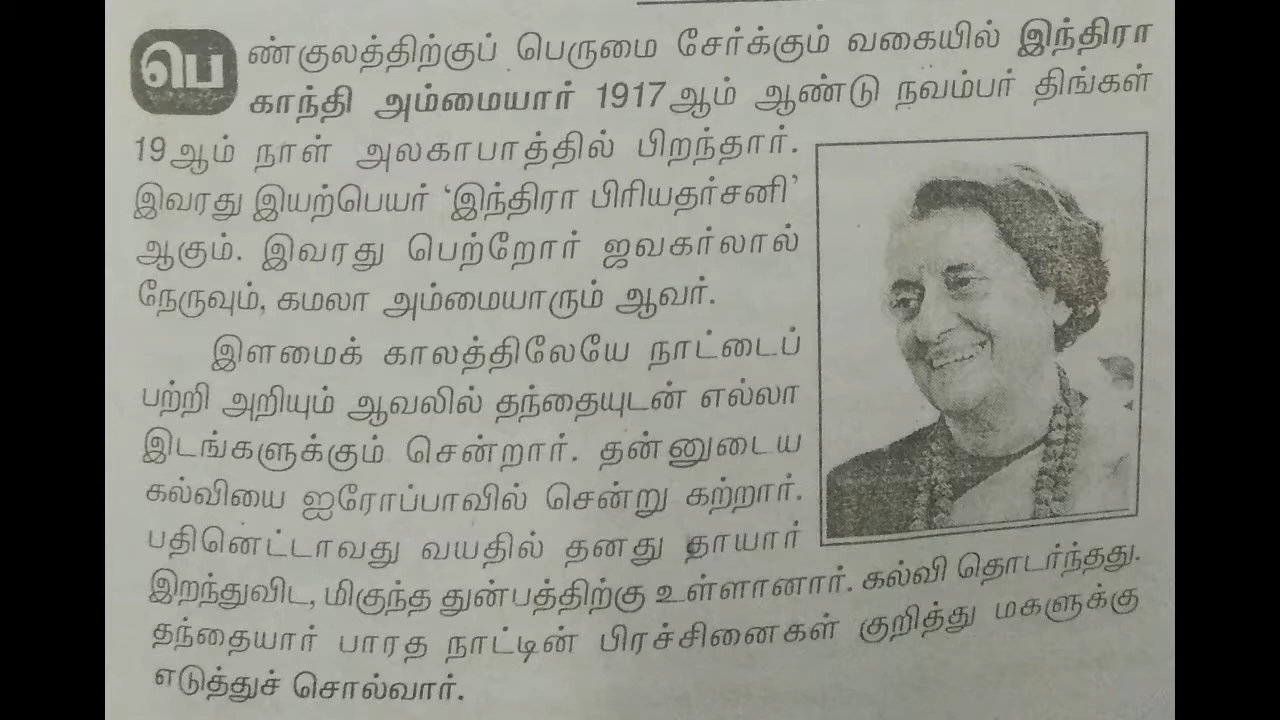 பெண்குலத்திற்குப் பெருமை சேர்க்கும் வகையில் இந்திரா
காந்தி அம்மையார் 1917ஆம் ஆண்டு நவம்பர் திங்கள்
19ஆம் நாள் அலகாபாத்தில் பிறந்தார்.
இவரது இயற்பெயர் ‘இந்திரா பிரியதர்சனி’
ஆகும். இவரது பெற்றோர் ஜவகர்லால்
நேருவும், கமலா அம்மையாரும் ஆவர்.
இளமைக் காலத்திலேயே நாட்டைப்
பற்றி அறியும் ஆவலில் தந்தையுடன் எல்லா
இடங்களுக்கும் சென்றார். தன்னுடைய
கல்வியை ஐரோப்பாவில் சென்று கற்றார்.
பதினெட்டாவது வயதில் தனது தாயார்
இறந்துவிட, மிகுந்த துன்பத்திற்கு உள்ளானார். கல்வி தொடர்ந்தது.
தந்தையார் பாரத நாட்டின் பிரச்சினைகள் குறித்து மகளுக்கு
எடுத்துச் சொல்வார்.